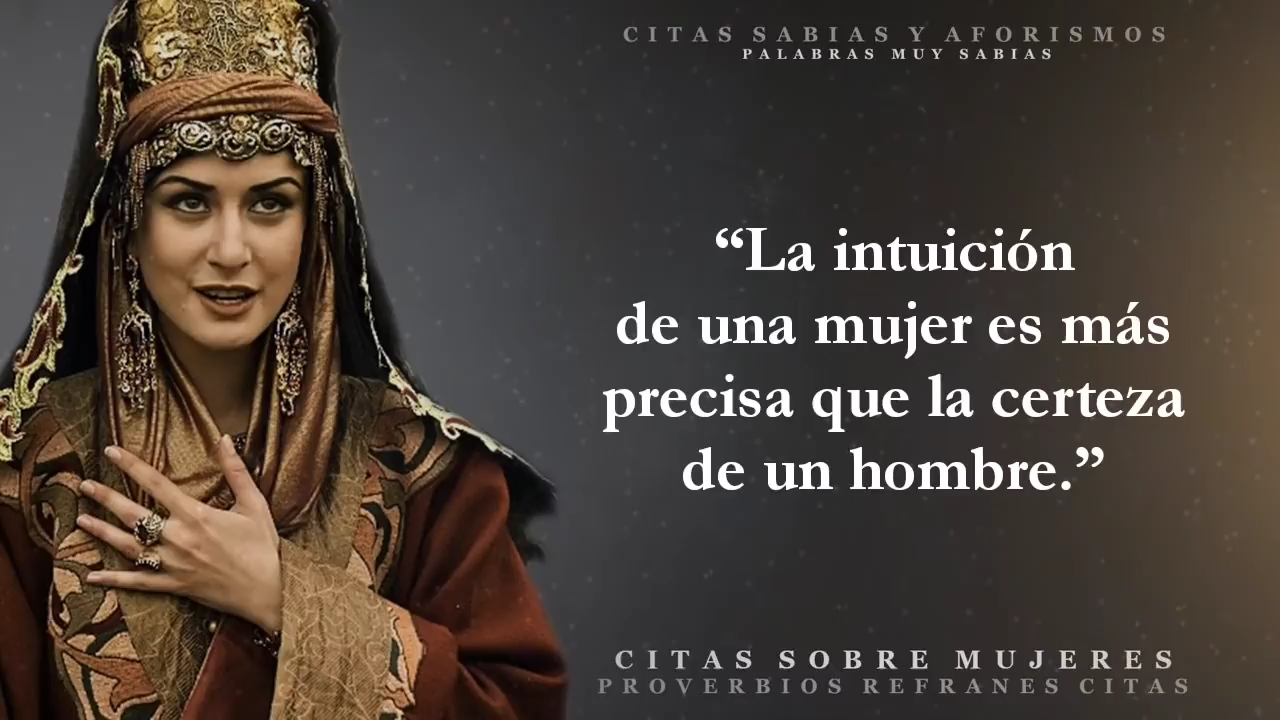 CITAS SABIAS Y AFORISMOS
PALABRAS MUY SABIAS
“La intuición
de una mujer es más
precisa que la certeza
de un hombre.”
CITAS SOBRE MUJERES
PROVERBIOS REFRANES CITAS